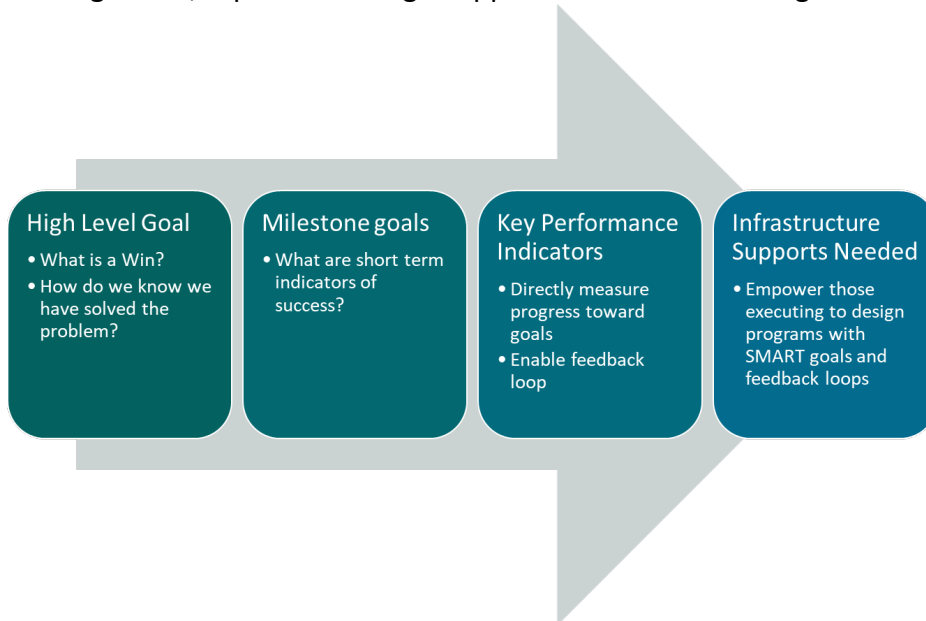 High Level Goal
• What is a Win?
• How do we know we
have solved the
problem?
Milestone goals
• What are short term
indicators of
success?
Key Performance
Indicators
• Directly measure
progress toward
goals
• Enable feedback
loop
Infrastructure
Supports Needed
• Empower those
executing to design
programs with
SMART goals and
feedback loops